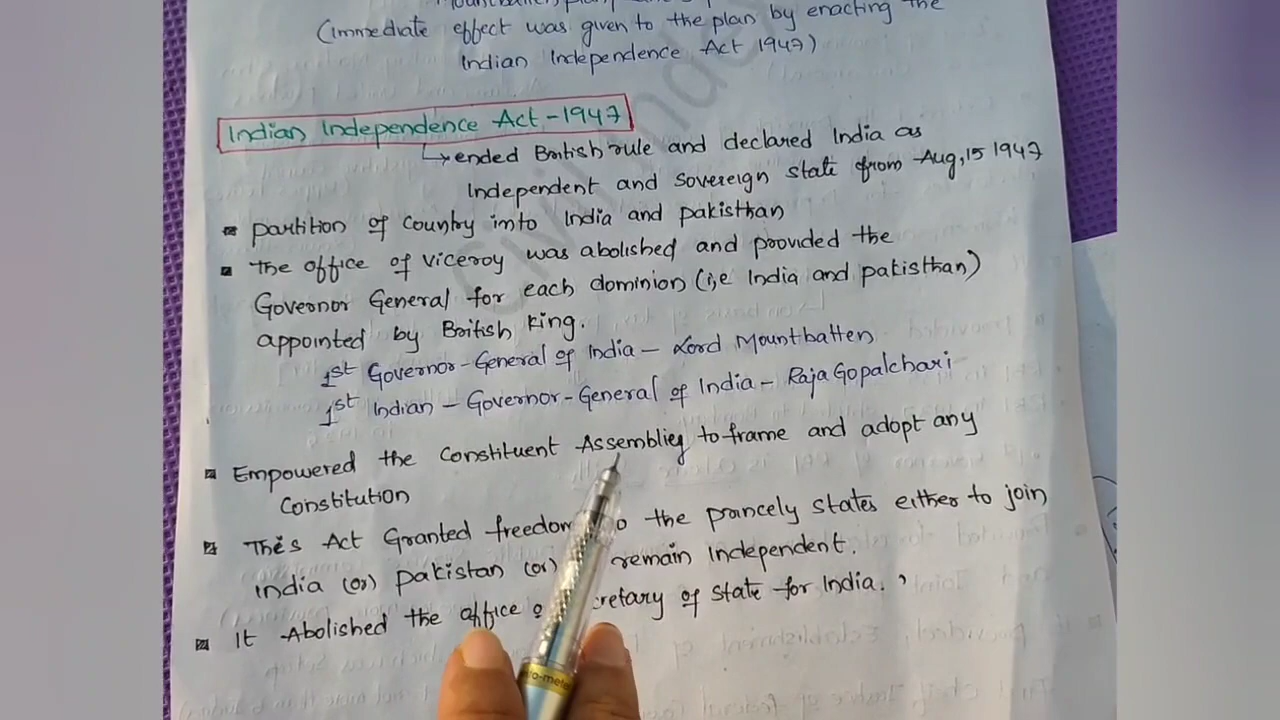 (immediate effect was given to the plan by enacting the
Indian Independence Act 1947)
Indian Independence Act - 1947
↳ ended British rule and declared India as
Independent and sovereign state from Aug, 15 1947
partition of country into India and pakisthan
The office of viceroy was abolished and provided the
Governor General for each dominion (i,e India and pakisthan)
appointed by British king.
1st Governor-General of India - Lord Mountbatten
1st Indian - Governor-General of India - Raja Gopalchari
Empowered the constituent Assemblies to frame and adopt any
Constitution
This Act Granted freedom to the princely states either to join
India (or) Pakistan (or) remain independent.
It Abolished the office cretary of state for India.